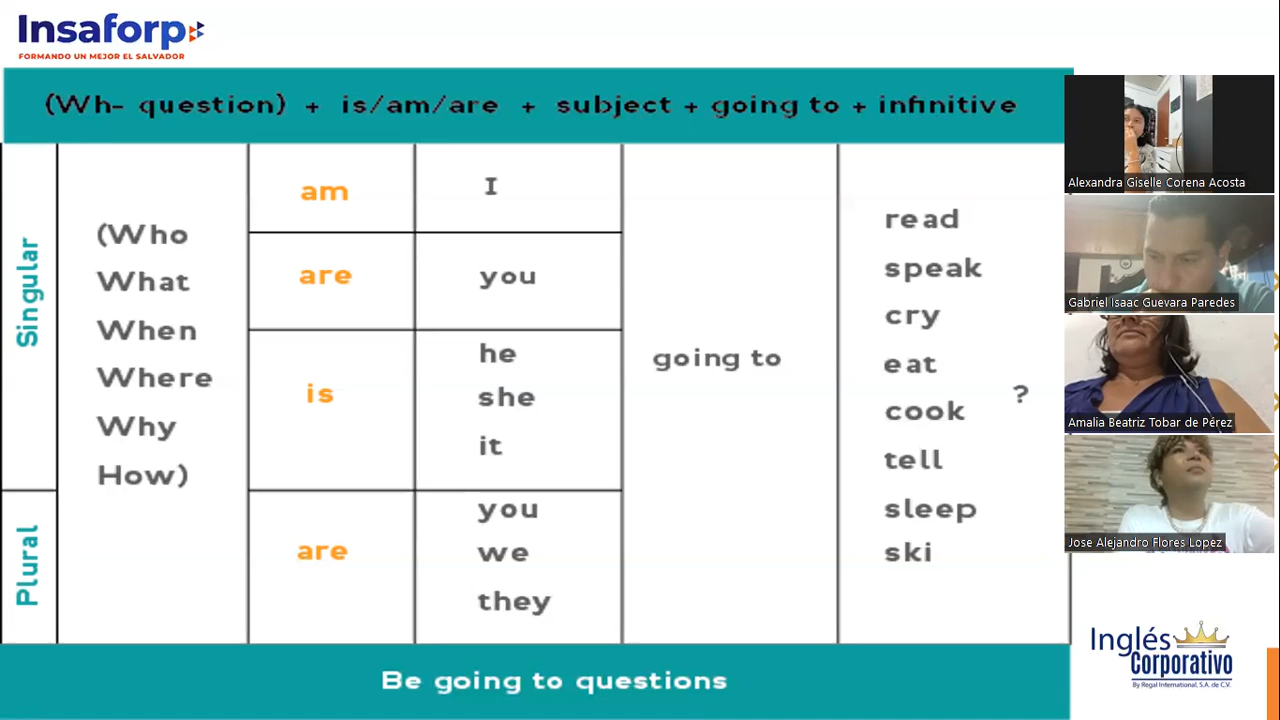 Insaforp
FORMANDO UN MEJOR EL SALVADOR
(Wh- question) + is/am/are + subject + going to + infinitive
Singular
(Who
What
When
Where
Why
How)
am
I
are
you
is
he
she
it
Plural
are
you
we
they
going to
read
speak
cry
eat
cook
tell
sleep
ski
?
Be going to questions
Alexandra Giselle Corena Acosta
Gabriel Isaac Guevara Paredes
Amalia Beatriz Tobar de Pérez
Jose Alejandro Flores Lopez
Inglés
Corporativo
By Regal International, S.A. de C.V.